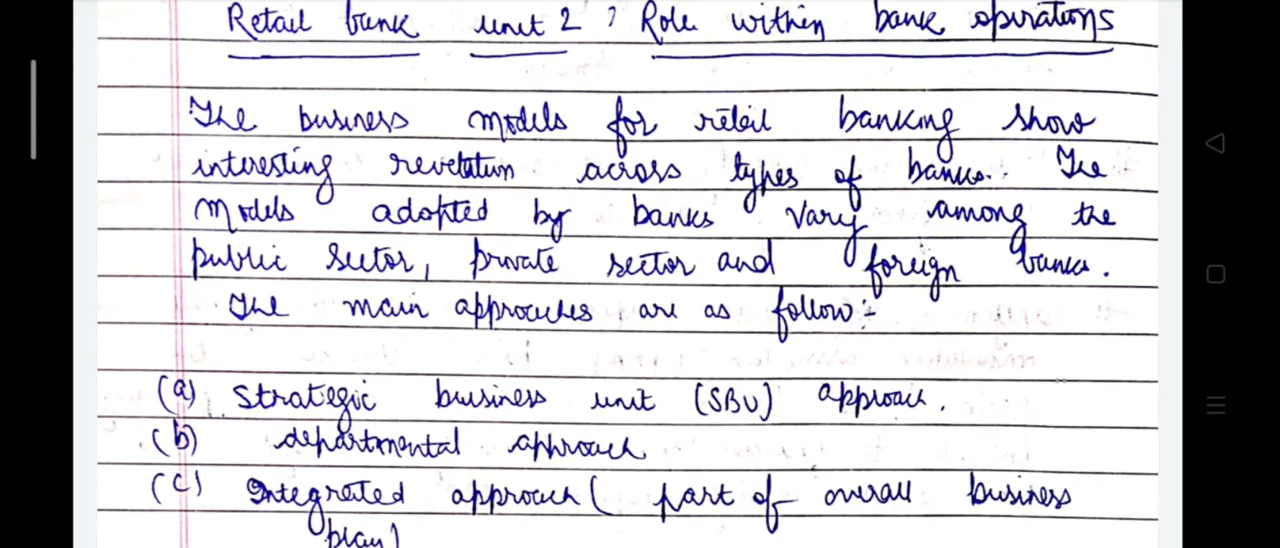 Retail bank unit 2 : Role within bank operations
The business models for retail banking show
interesting revelation across types of banks. The
models adopted by banks vary among the
public sector, private sector and foreign banks.
The main approaches are as follow :-
(a) Strategic business unit (SBU) approach.
(b) departmental approach
(c) Integrated approach ( part of overall business
plan)